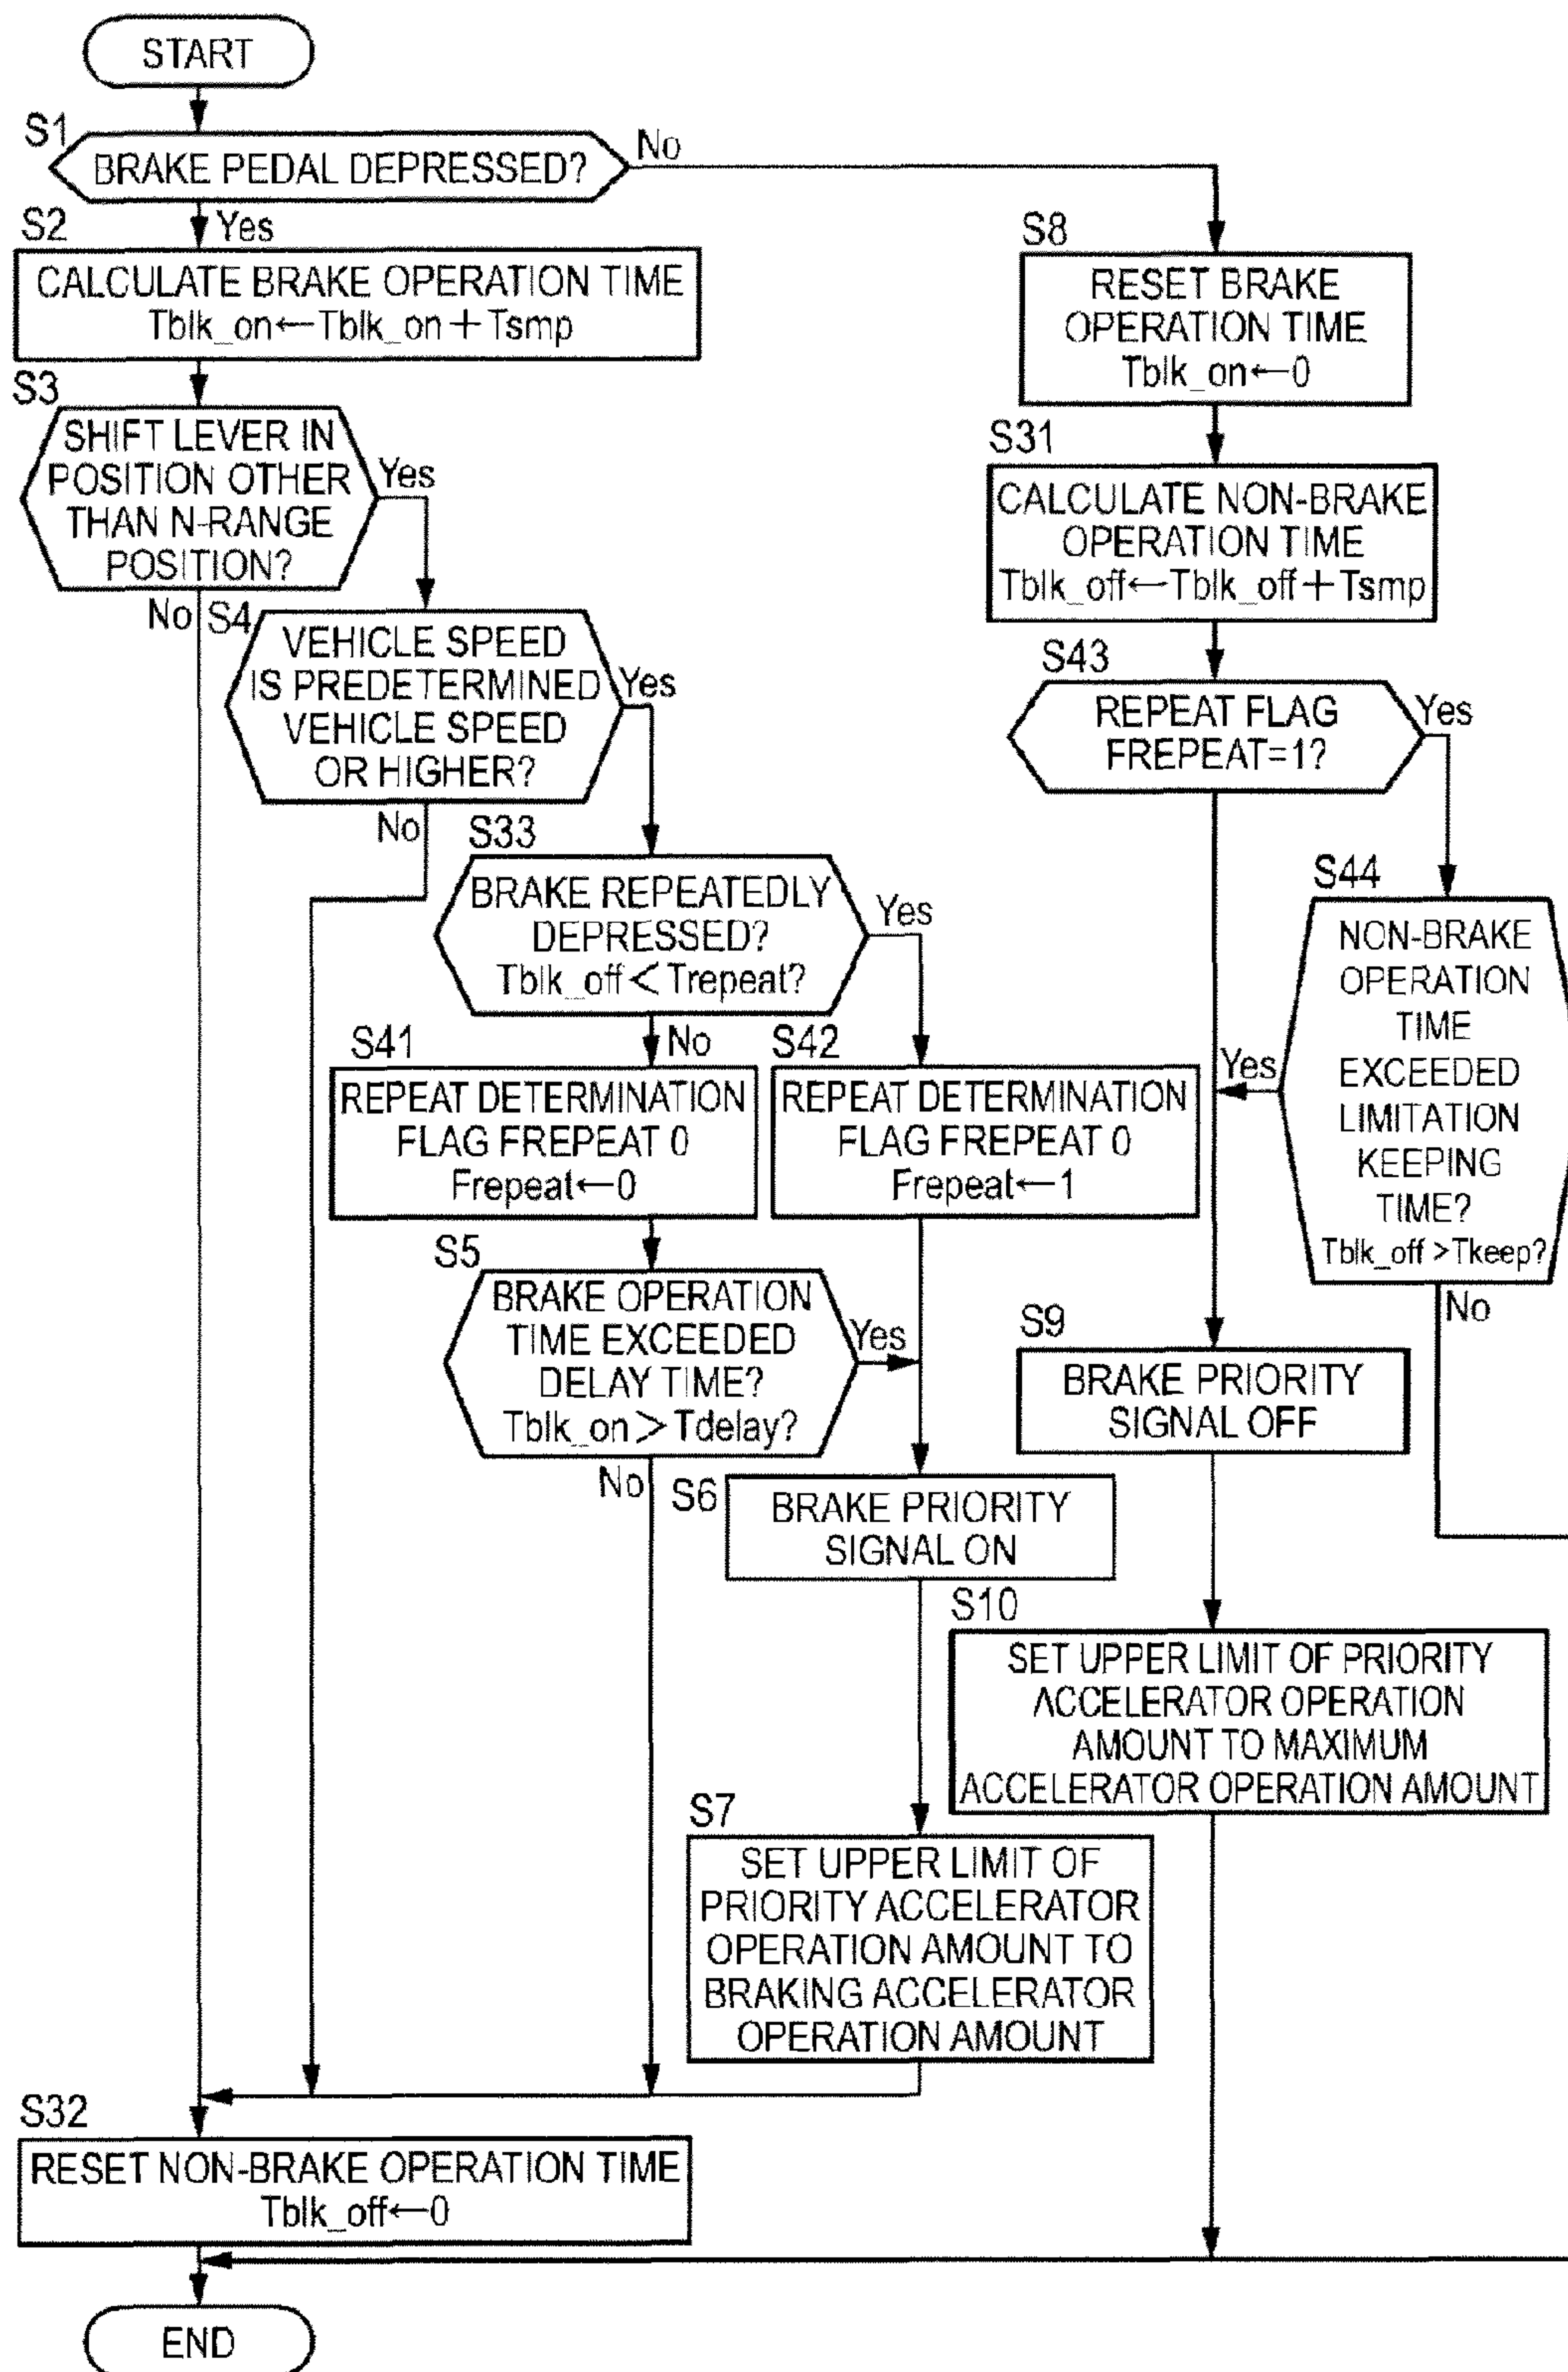 START
S1
BRAKE PEDAL DEPRESSED?
No
Yes
S2
CALCULATE BRAKE OPERATION TIME
Tblk_on←Tblk_on+Tsmp
S3
SHIFT LEVER IN
POSITION OTHER
THAN N-RANGE
POSITION?
Yes
No
S4
VEHICLE SPEED
IS PREDETERMINED
VEHICLE SPEED
OR HIGHER?
Yes
No
S33
BRAKE REPEATEDLY
DEPRESSED?
Tblk_off<Trepeat?
Yes
No
S41
REPEAT DETERMINATION
FLAG FREPEAT 0
Frepeat←0
S42
REPEAT DETERMINATION
FLAG FREPEAT 0
Frepeat←1
S5
BRAKE OPERATION
TIME EXCEEDED
DELAY TIME?
Tblk_on>Tdelay?
Yes
No
S6
BRAKE PRIORITY
SIGNAL ON
S7
SET UPPER LIMIT OF
PRIORITY ACCELERATOR
OPERATION AMOUNT TO
BRAKING ACCELERATOR
OPERATION AMOUNT
S8
RESET BRAKE
OPERATION TIME
Tblk_on←0
S31
CALCULATE NON-BRAKE
OPERATION TIME
Tblk_off←Tblk_off+Tsmp
S43
REPEAT FLAG
FREPEAT=1?
Yes
S44
NON-BRAKE
OPERATION
TIME
EXCEEDED
LIMITATION
KEEPING
TIME?
Tblk_off>Tkeep?
Yes
No
S9
BRAKE PRIORITY
SIGNAL OFF
S10
SET UPPER LIMIT OF PRIORITY
ACCELERATOR OPERATION
AMOUNT TO MAXIMUM
ACCELERATOR OPERATION AMOUNT
S32
RESET NON-BRAKE OPERATION TIME
Tblk_off←0
END